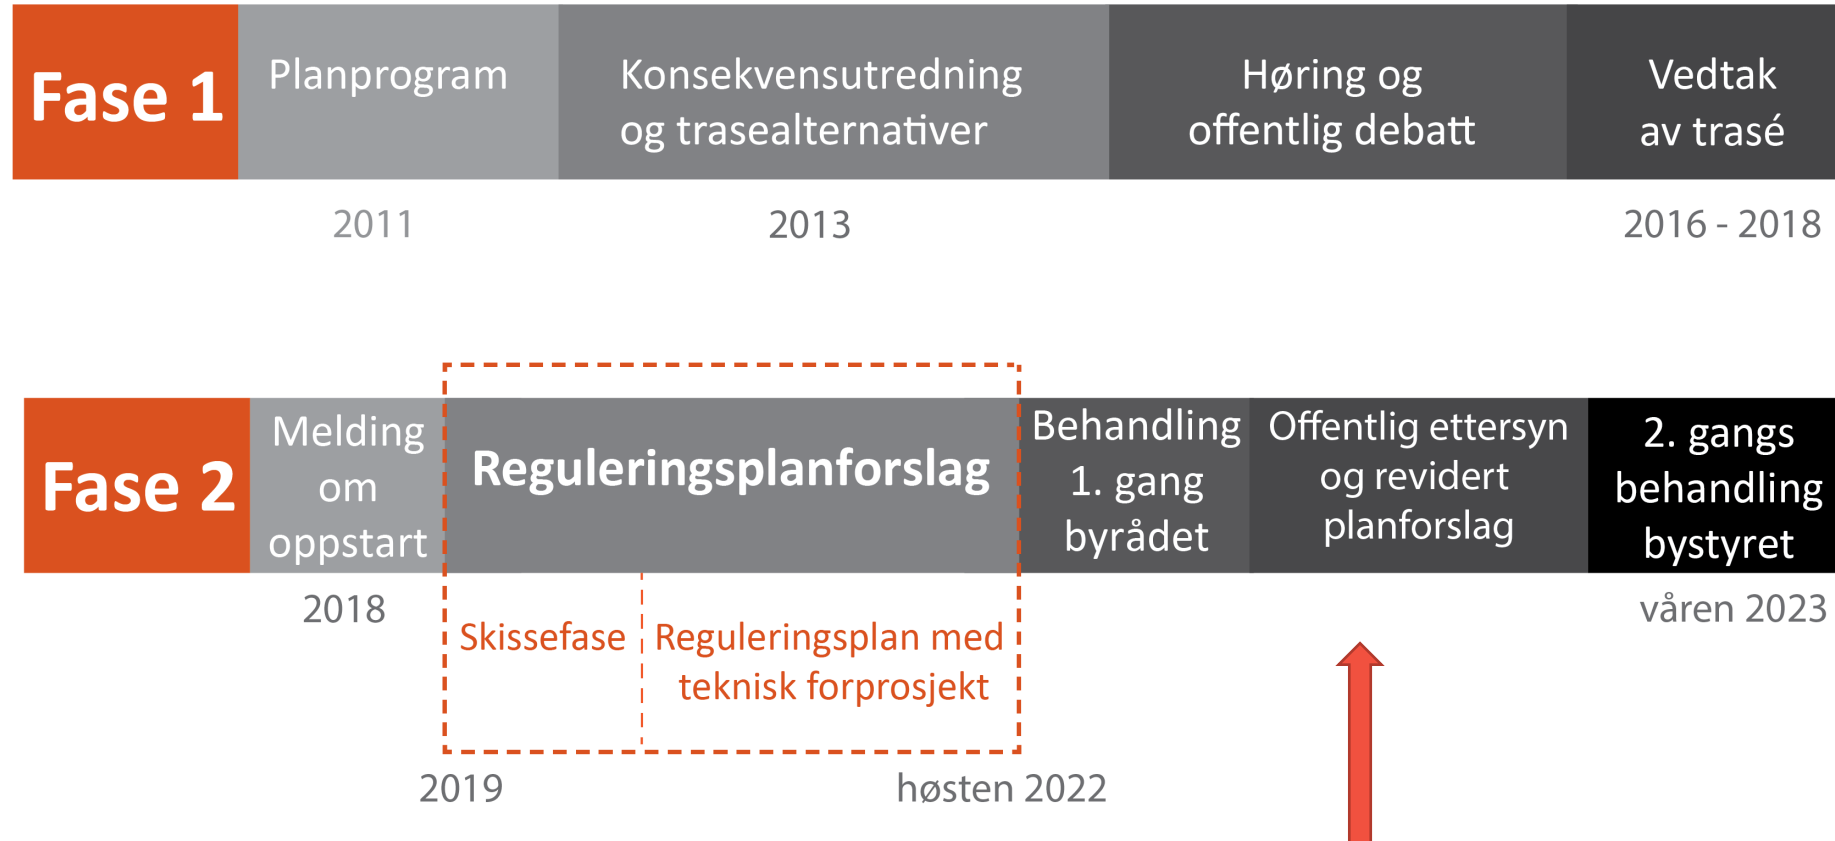 Fase 1
Planprogram
Konsekvensutredning
og trasealternativer
Høring og
offentlig debatt
Vedtak
av trasé
2011
2013
2016 - 2018
Fase 2
Melding
om
oppstart
Reguleringsplanforslag
Behandling
1. gang
byrådet
Offentlig ettersyn
og revidert
planforslag
2. gangs
behandling
bystyret
2018
Skissefase
Reguleringsplan med
teknisk forprosjekt
våren 2023
2019
høsten 2022